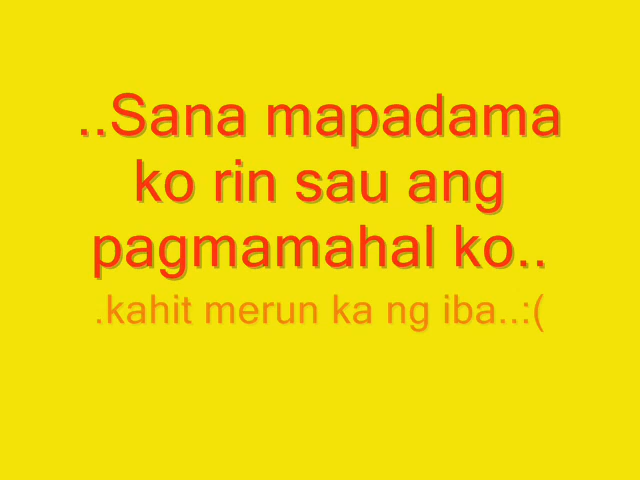 ..Sana mapadama
ko rin sau ang
pagmamahal ko..
.kahit merun ka ng iba..:(